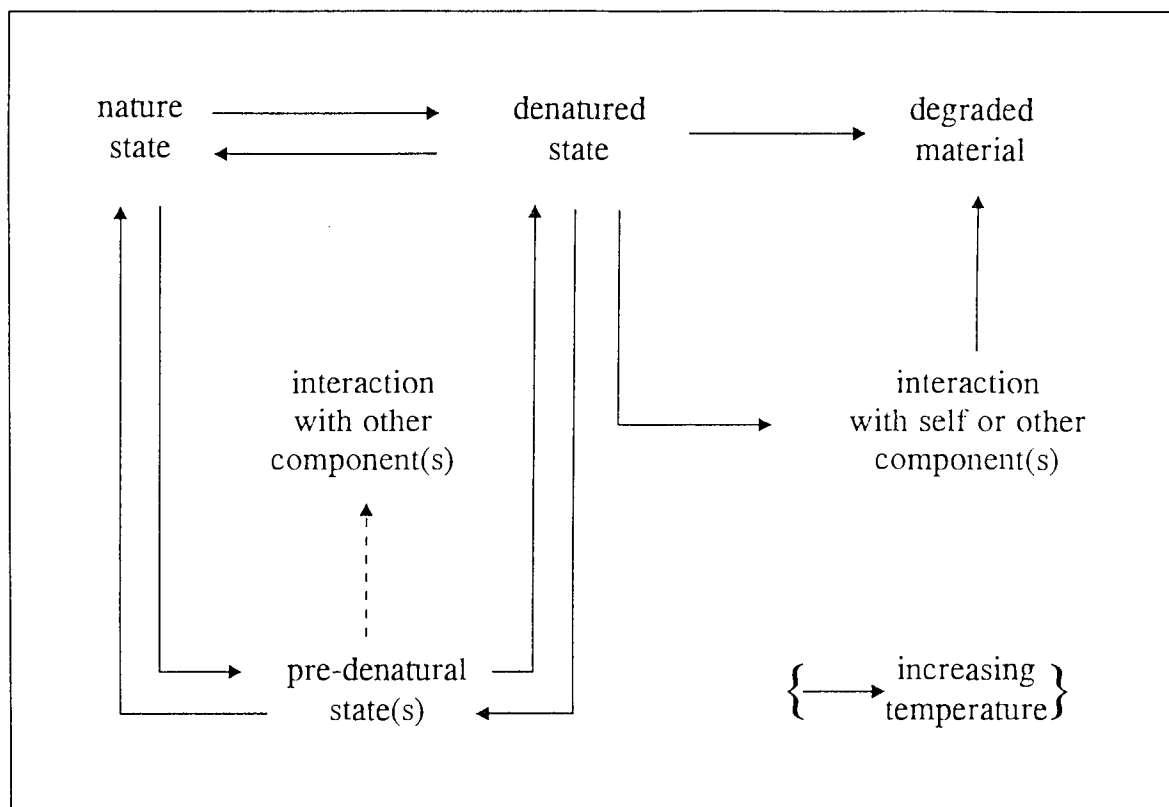 nature
state
denatured
state
degraded
material
interaction
with other
component(s)
interaction
with self or other
component(s)
pre-denatural
state(s)
increasing
temperature